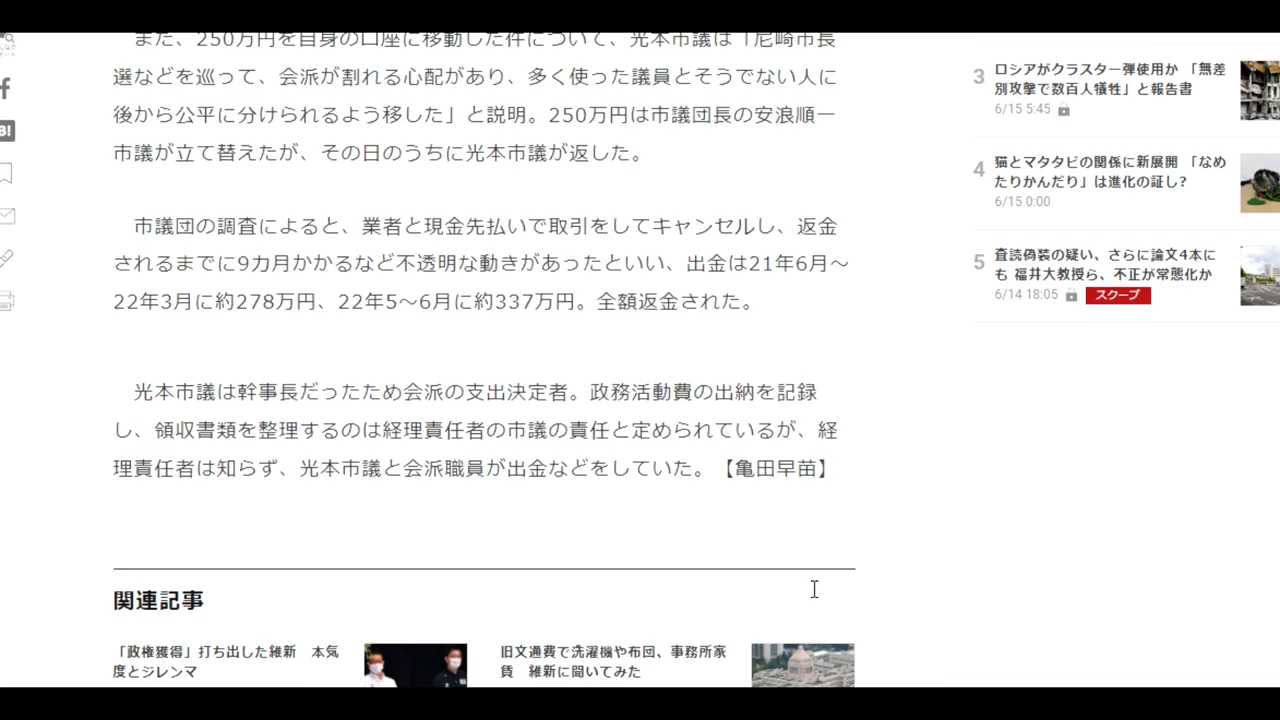 また、250万円を自身の口座に移動した件について、光本市議は「尼崎市長
選などを巡って、会派が割れる心配があり、多く使った議員とそうでない人に
後から公平に分けられるよう移した」と説明。250万円は市議団長の安浪順一
市議が立て替えたが、その日のうちに光本市議が返した。
市議団の調査によると、業者と現金先払いで取引をしてキャンセルし、返金
されるまでに9カ月かかるなど不透明な動きがあったといい、出金は21年6月〜
22年3月に約278万円、22年5〜6月に約337万円。全額返金された。
光本市議は幹事長だったため会派の支出決定者。政務活動費の出納を記録
し、領収書類を整理するのは経理責任者の市議の責任と定められているが、経
理責任者は知らず、光本市議と会派職員が出金などをしていた。【亀田早苗】
関連記事
「政権獲得」打ち出した維新　本気
度とジレンマ
旧文通費で洗濯機や布団、事務所家
賃　維新に聞いてみた
3
ロシアがクラスター弾使用か 「無差
別攻撃で数百人犠牲」と報告書
6/15 5:45
4
猫とマタタビの関係に新展開 「なめ
たりかんだり」は進化の証し?
6/15 0:00
5
査読偽装の疑い、さらに論文4本に
も 福井大教授ら、不正が常態化か
6/14 18:05 スクープ
B!